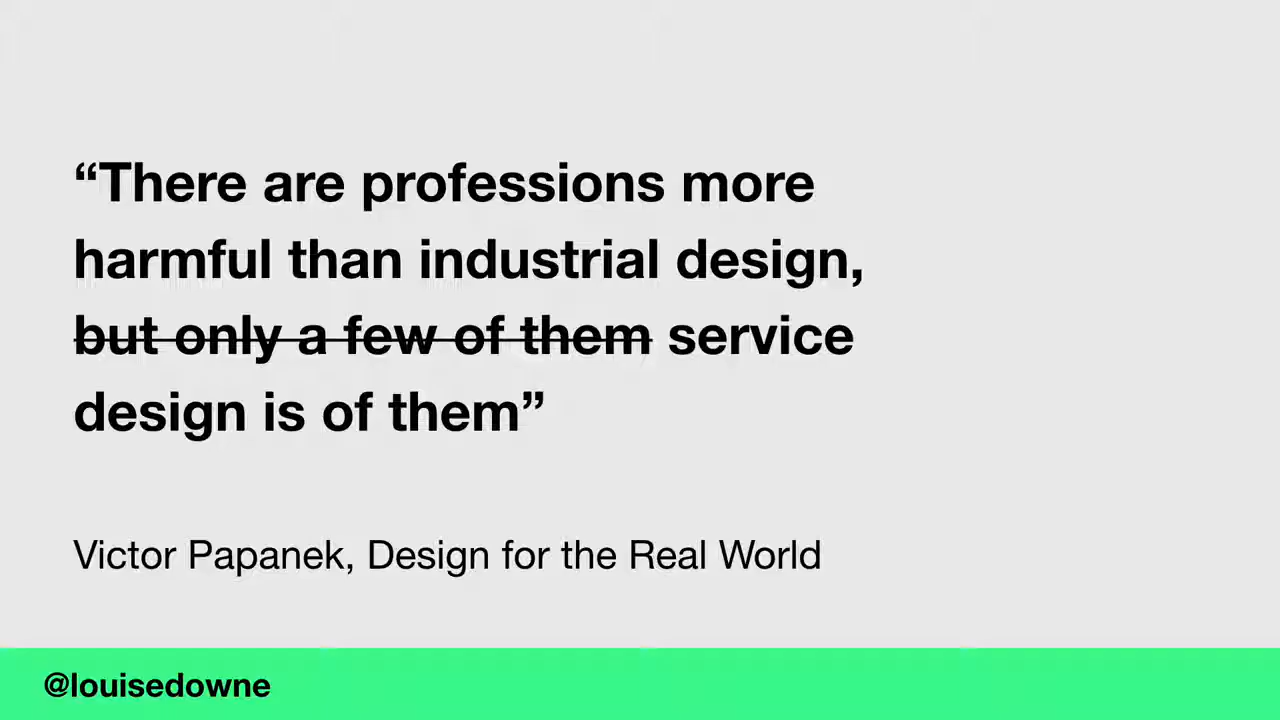 “There are professions more
harmful than industrial design,
but only a few of them service
design is of them”
Victor Papanek, Design for the Real World
@louisedowne